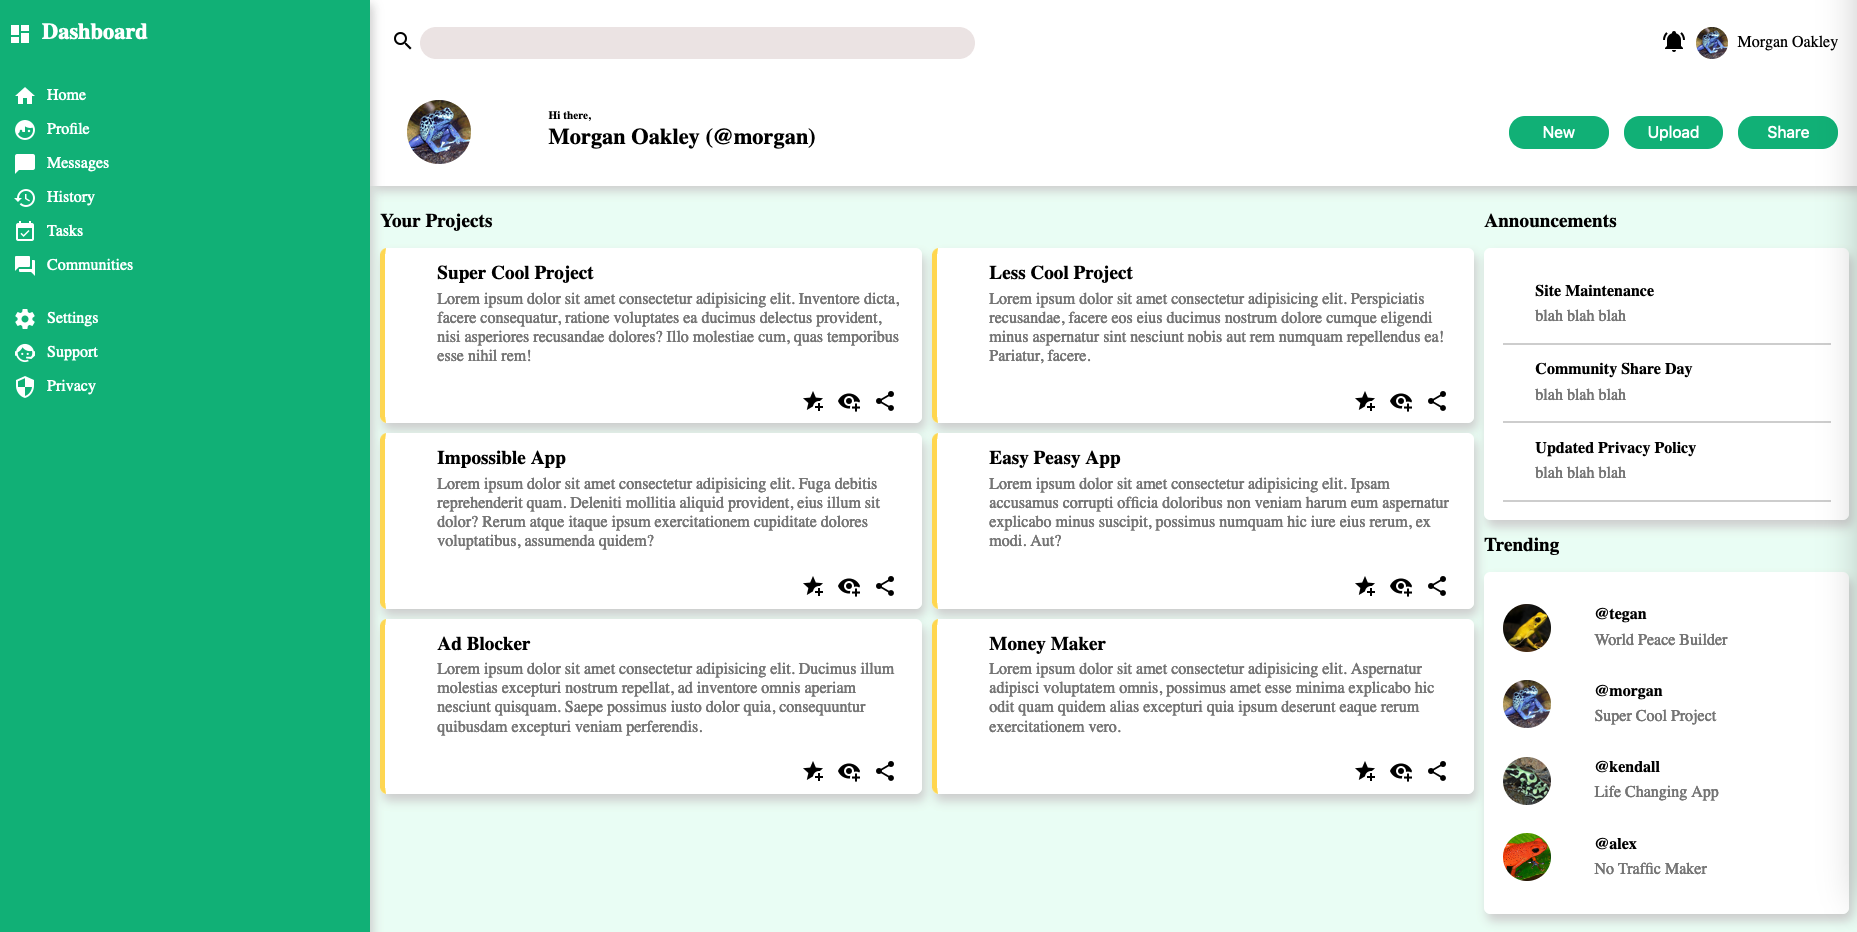 Dashboard
Home
Profile
Messages
History
Tasks
Communities
Settings
Support
Privacy
Morgan Oakley
Hi there,
Morgan Oakley (@morgan)
New
Upload
Share
Your Projects
Super Cool Project
Lorem ipsum dolor sit amet consectetur adipisicing elit. Inventore dicta,
facere consequatur, ratione voluptates ea ducimus delectus provident,
nisi asperiores recusandae dolores? Illo molestiae cum, quas temporibus
esse nihil rem!
Less Cool Project
Lorem ipsum dolor sit amet consectetur adipisicing elit. Perspiciatis
recusandae, facere eos eius ducimus nostrum dolore cumque eligendi
minus aspernatur sint nesciunt nobis aut rem numquam repellendus ea!
Pariatur, facere.
Impossible App
Lorem ipsum dolor sit amet consectetur adipisicing elit. Fuga debitis
reprehenderit quam. Deleniti mollitia aliquid provident, eius illum sit
dolor? Rerum atque itaque ipsum exercitationem cupiditate dolores
voluptatibus, assumenda quidem?
Easy Peasy App
Lorem ipsum dolor sit amet consectetur adipisicing elit. Ipsam
accusamus corrupti officia doloribus non veniam harum eum aspernatur
explicabo minus suscipit, possimus numquam hic iure eius rerum, ex
modi. Aut?
Ad Blocker
Lorem ipsum dolor sit amet consectetur adipisicing elit. Ducimus illum
molestias excepturi nostrum repellat, ad inventore omnis aperiam
nesciunt quisquam. Saepe possimus iusto dolor quia, consequuntur
quibusdam excepturi veniam perferendis.
Money Maker
Lorem ipsum dolor sit amet consectetur adipisicing elit. Aspernatur
adipisci voluptatem omnis, possimus amet esse minima explicabo hic
odit quam quidem alias excepturi quia ipsum deserunt eaque rerum
exercitationem vero.
Announcements
Site Maintenance
blah blah blah
Community Share Day
blah blah blah
Updated Privacy Policy
blah blah blah
Trending
@tegan
World Peace Builder
@morgan
Super Cool Project
@kendall
Life Changing App
@alex
No Traffic Maker